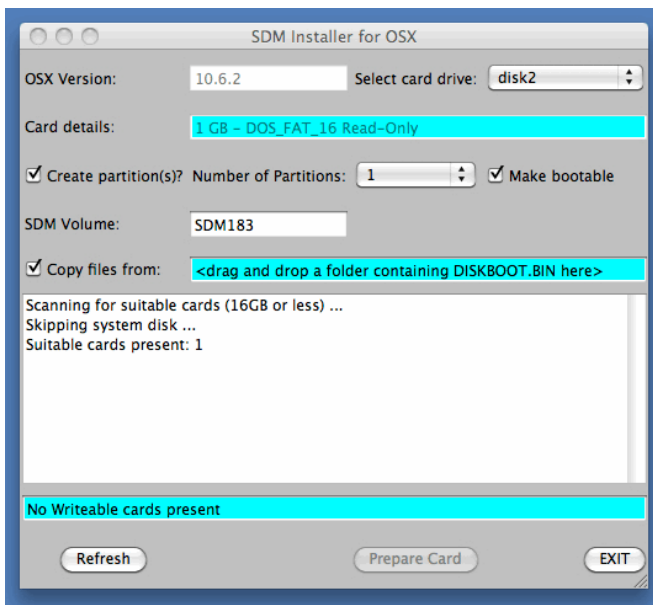 SDM Installer for OSX
OSX Version: 10.6.2 Select card drive: disk2
Card details: 1 GB – DOS_FAT_16 Read-Only
Create partition(s)? Number of Partitions: 1 Make bootable
SDM Volume: SDM183
Copy files from: <drag and drop a folder containing DISKBOOT.BIN here>
Scanning for suitable cards (16GB or less) ...
Skipping system disk ...
Suitable cards present: 1
No Writeable cards present
Refresh Prepare Card EXIT